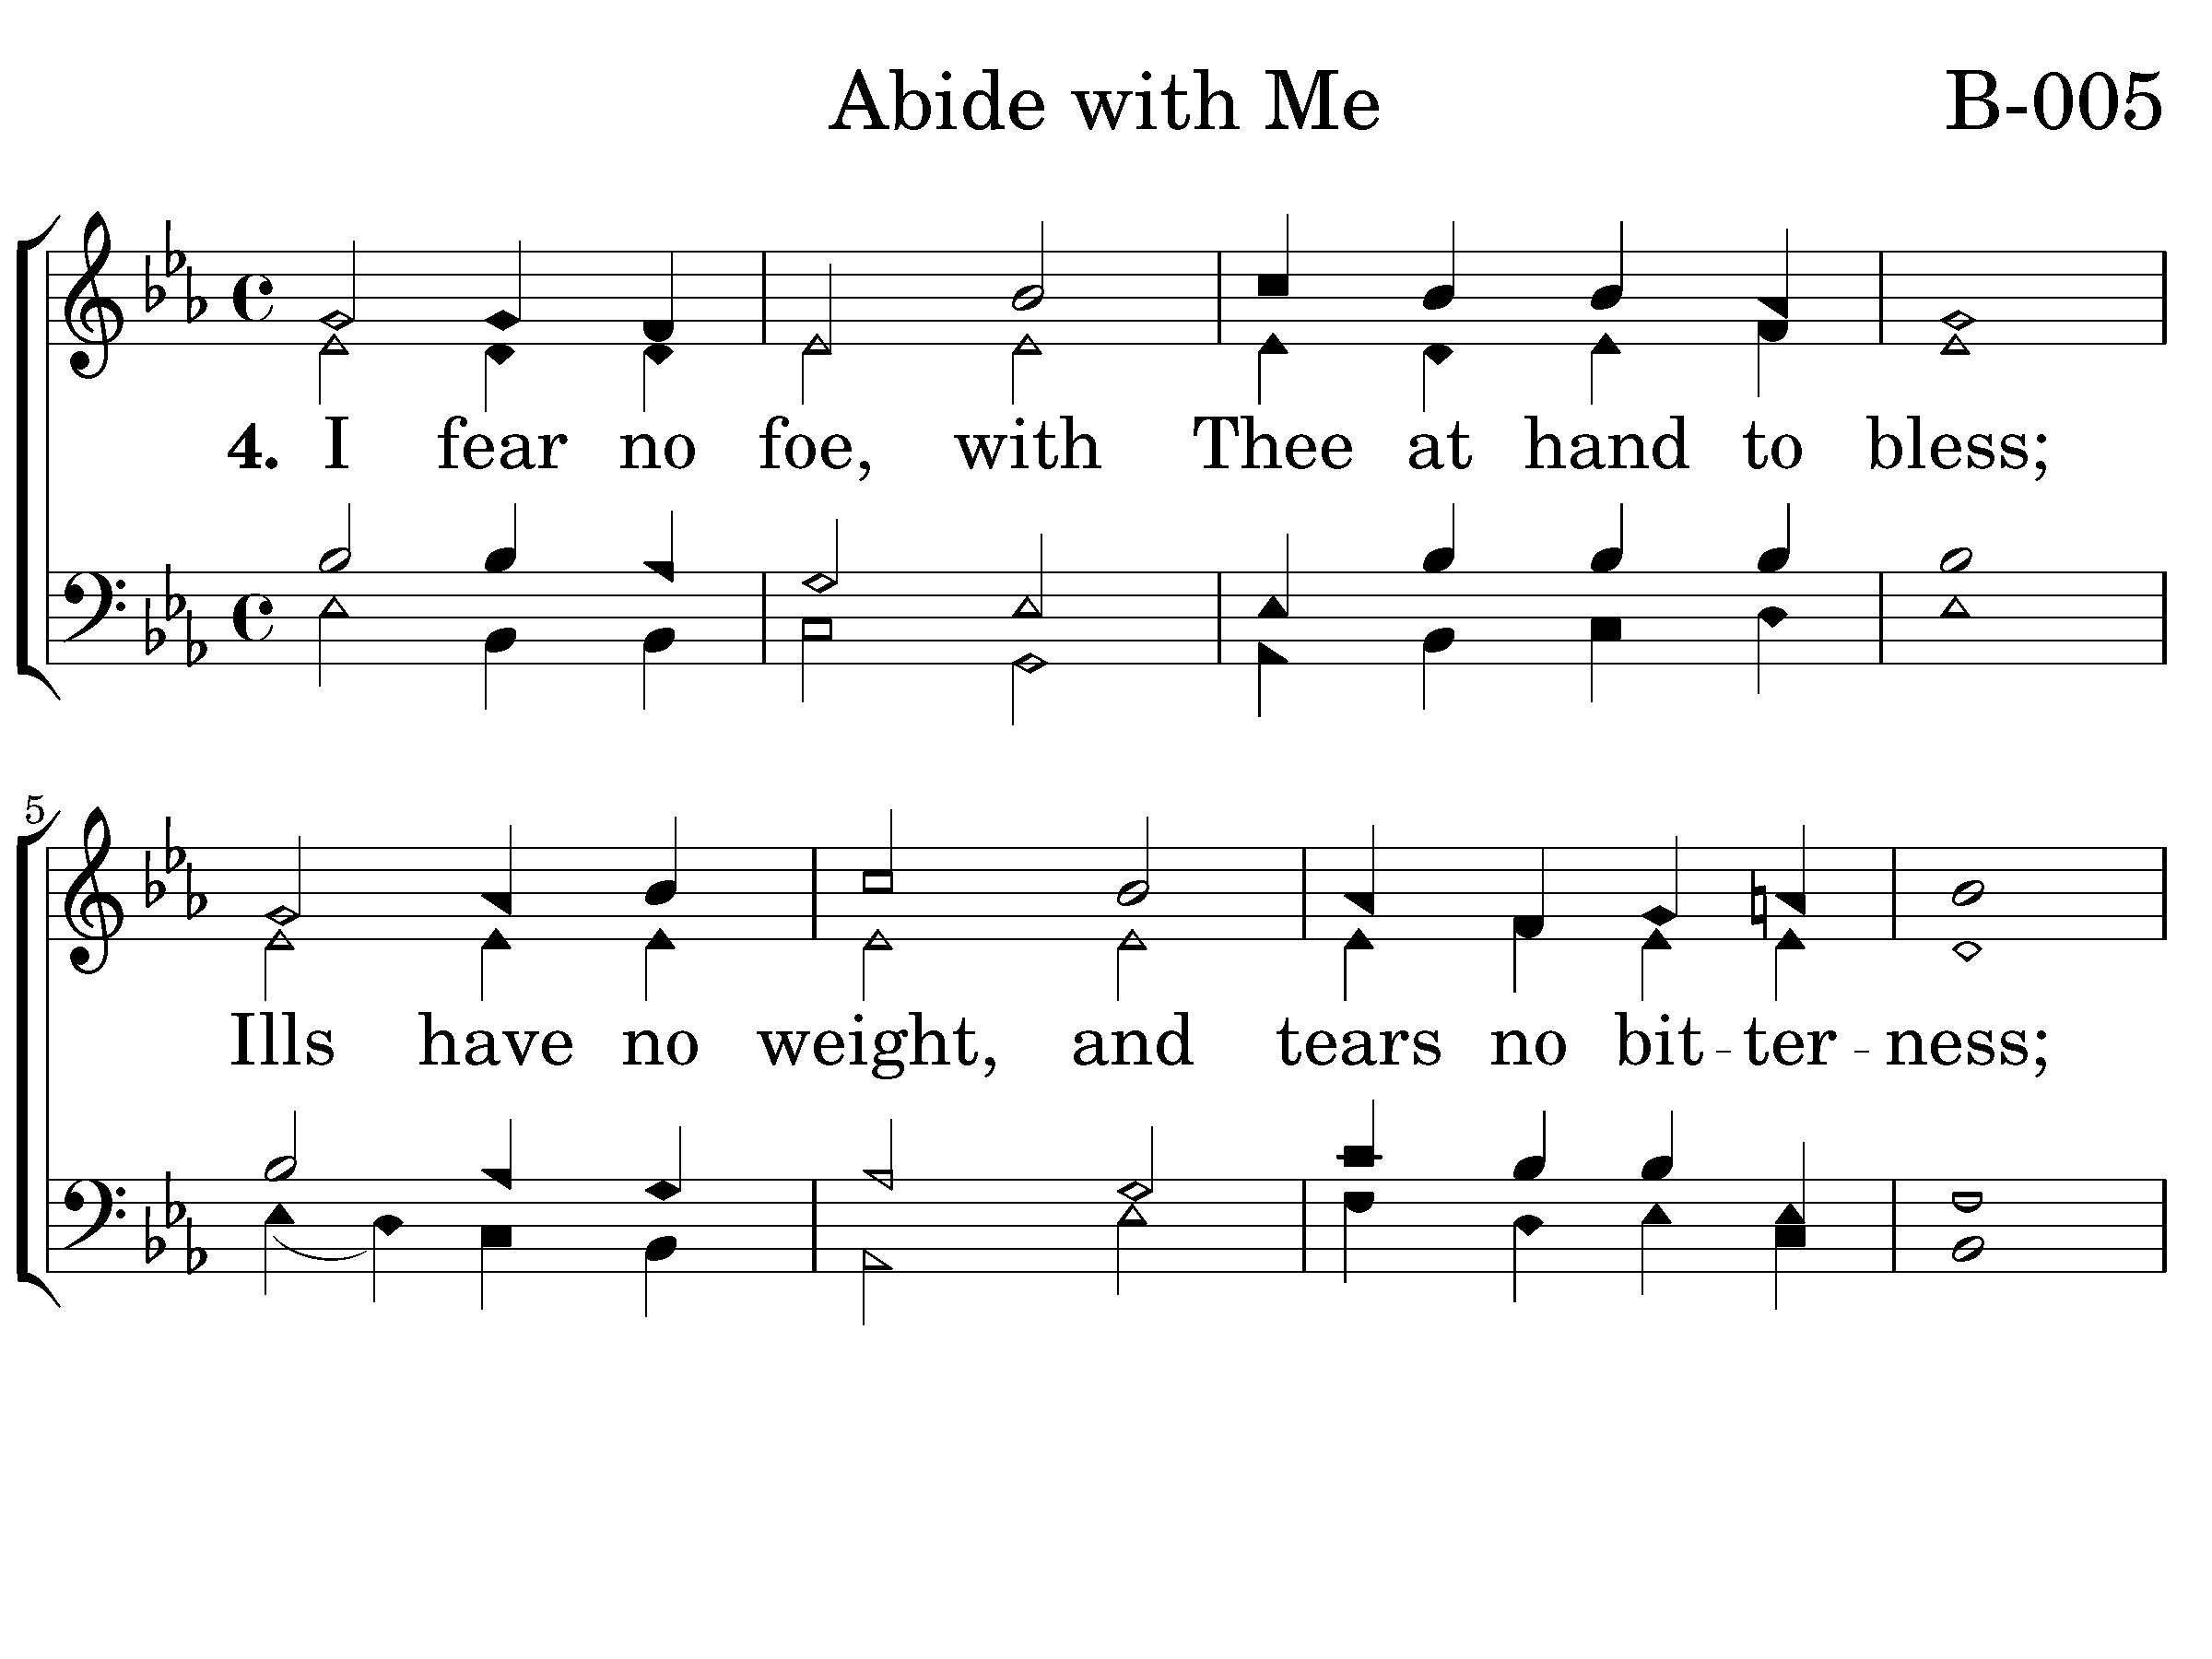 Abide with Me B-005
4. I fear no foe, with Thee at hand to bless;
5
Ills have no weight, and tears no bit - ter - ness;